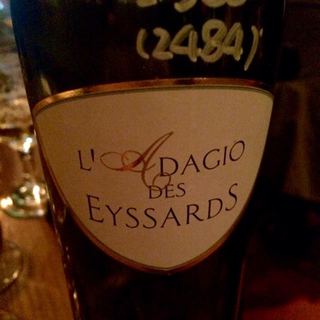 (2484)
L'ADAGIO
DES
EYSSARDS